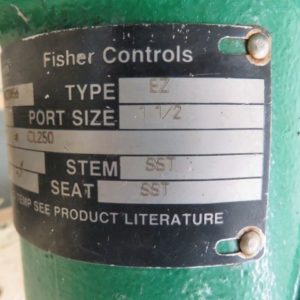 Fisher Controls
TYPE EZ
PORT SIZE 1 1/2
CL250
STEM SST
SEAT SST
TEMP SEE PRODUCT LITERATURE